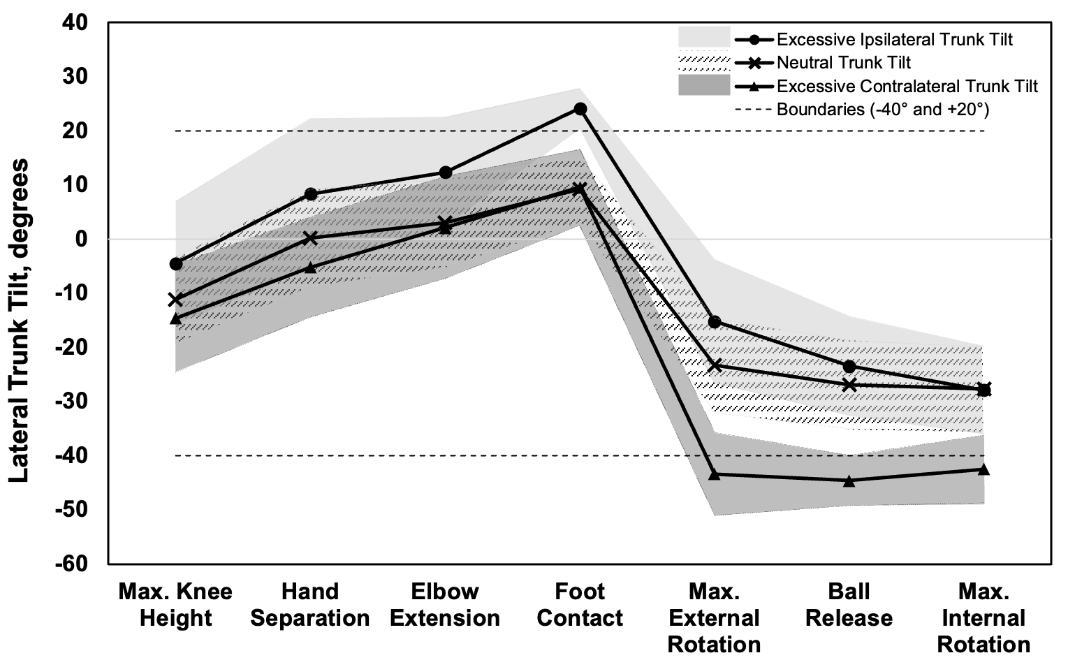 Lateral Trunk Tilt, degrees
40
30
20
10
0
-10
-20
-30
-40
-50
-60
Excessive Ipsilateral Trunk Tilt
Neutral Trunk Tilt
Excessive Contralateral Trunk Tilt
Boundaries (-40° and +20°)
Max. Knee
Height
Hand
Separation
Elbow
Extension
Foot
Contact
Max.
External
Rotation
Ball
Release
Max.
Internal
Rotation